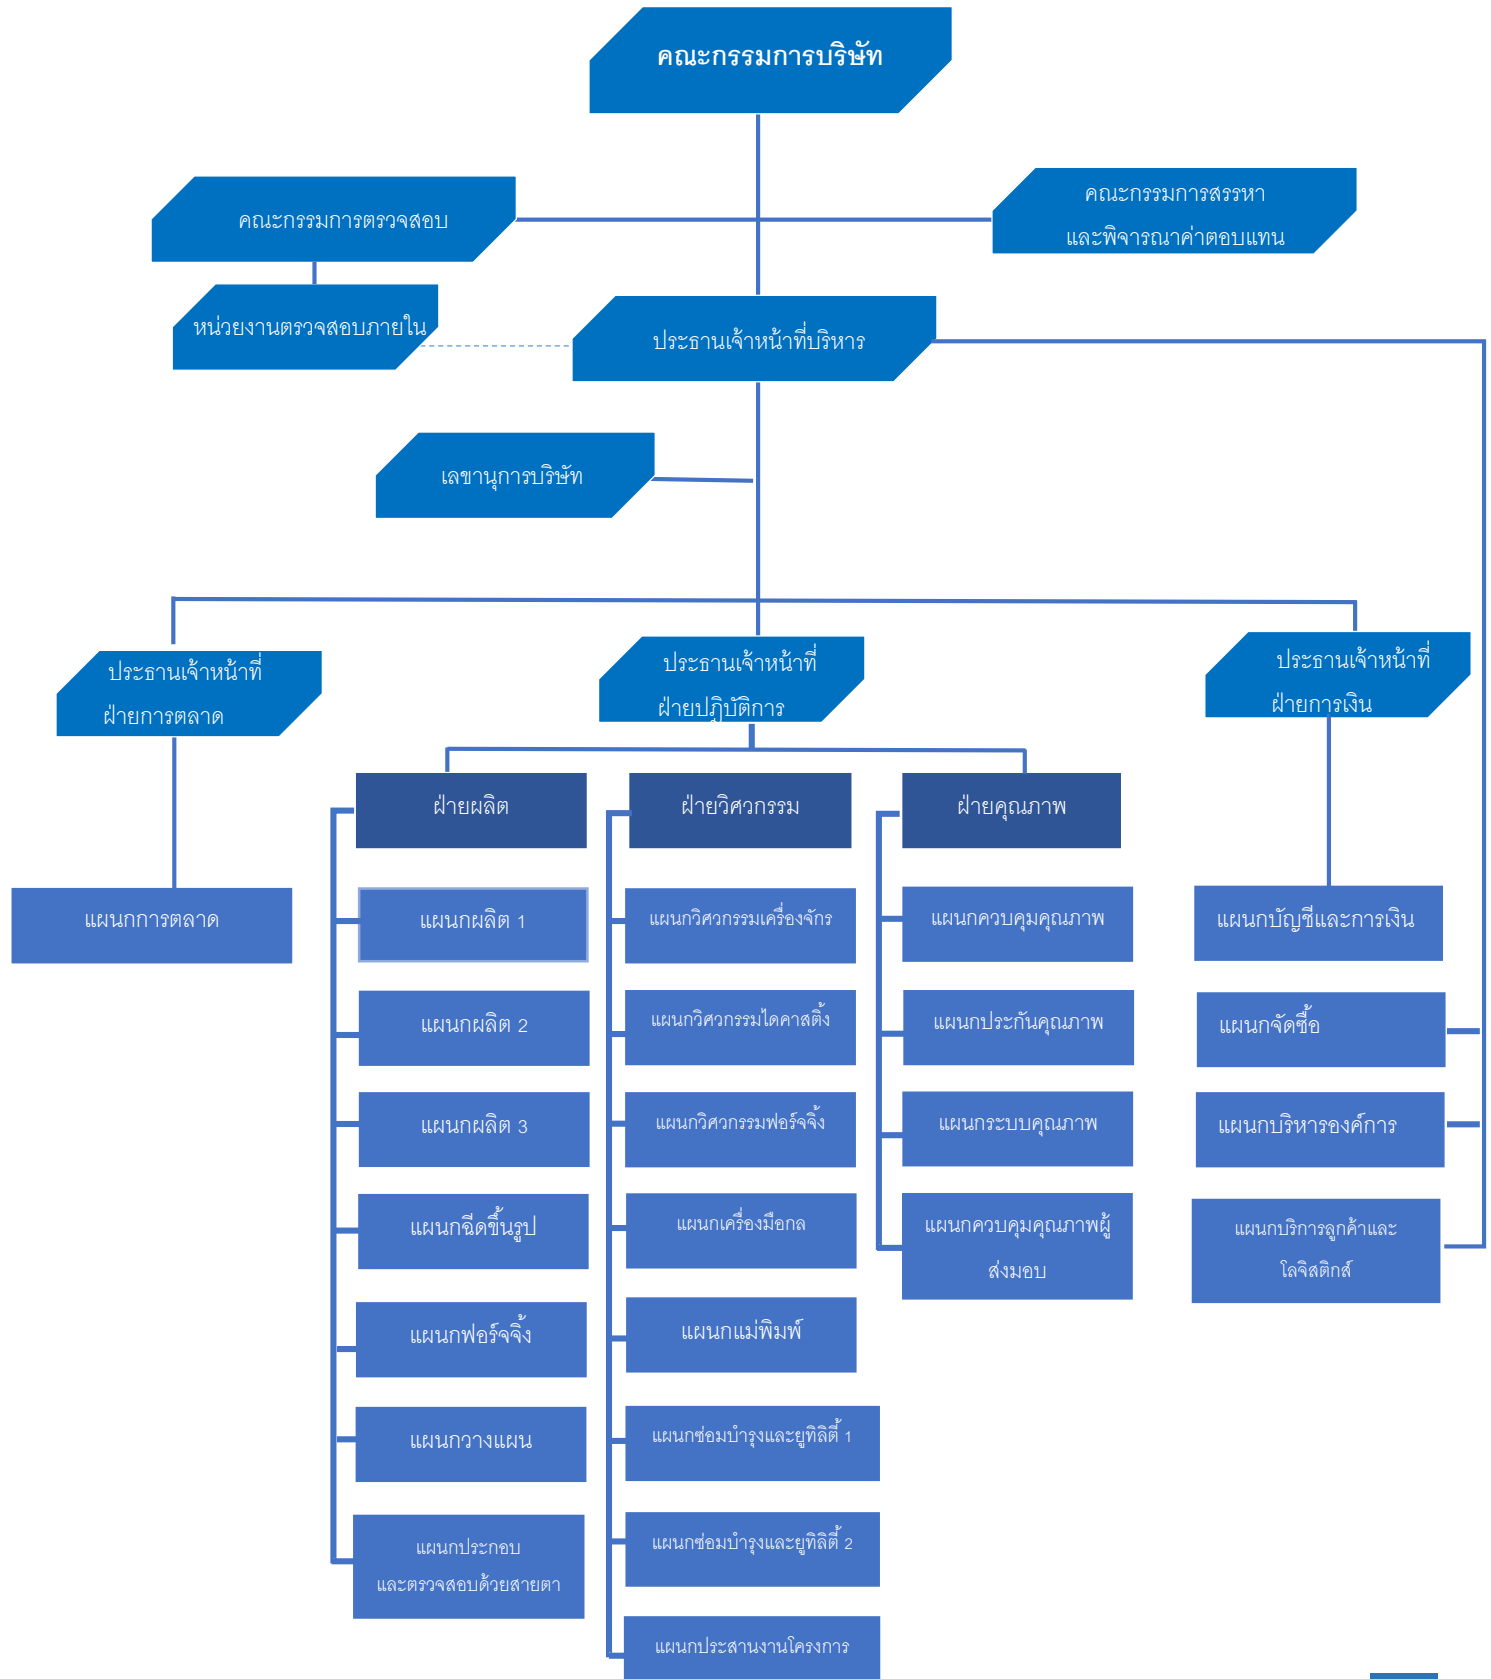 คณะกรรมการบริษัท
คณะกรรมการตรวจสอบ
คณะกรรมการสรรหา
และพิจารณาค่าตอบแทน
หน่วยงานตรวจสอบภายใน
ประธานเจ้าหน้าที่บริหาร
เลขานุการบริษัท
ประธานเจ้าหน้าที่
ฝ่ายการตลาด
ประธานเจ้าหน้าที่
ฝ่ายปฏิบัติการ
ประธานเจ้าหน้าที่
ฝ่ายการเงิน
ฝ่ายผลิต
ฝ่ายวิศวกรรม
ฝ่ายคุณภาพ
แผนกการตลาด
แผนกผลิต 1
แผนกวิศวกรรมเครื่องจักร
แผนกควบคุมคุณภาพ
แผนกบัญชีและการเงิน
แผนกผลิต 2
แผนกวิศวกรรมไดคาสติ้ง
แผนกประกันคุณภาพ
แผนกจัดซื้อ
แผนกผลิต 3
แผนกวิศวกรรมฟอร์จจิ้ง
แผนกระบบคุณภาพ
แผนกบริหารองค์การ
แผนกฉีดขึ้นรูป
แผนกเครื่องมือกล
แผนกควบคุมคุณภาพผู้
ส่งมอบ
แผนกบริการลูกค้าและ
โลจิสติกส์
แผนกฟอร์จจิ้ง
แผนกแม่พิมพ์
แผนกวางแผน
แผนกซ่อมบำรุงและยูทิลิตี้ 1
แผนกประกอบ
และตรวจสอบด้วยสายตา
แผนกซ่อมบำรุงและยูทิลิตี้ 2
แผนกประสานงานโครงการ